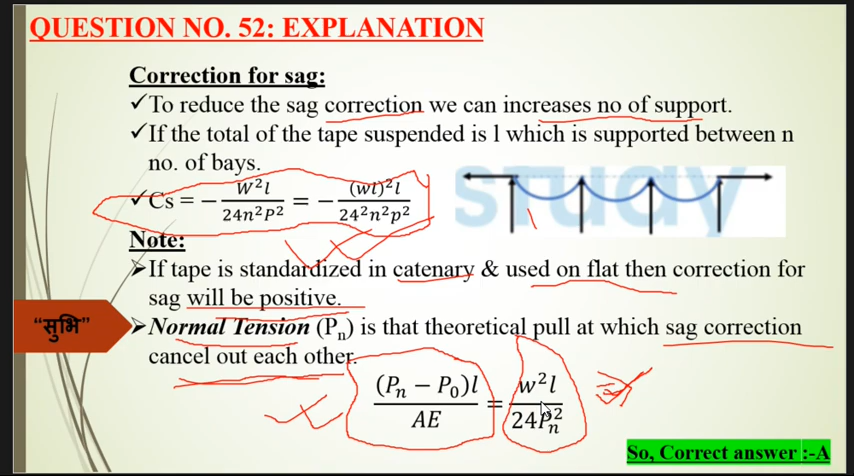 QUESTION NO. 52: EXPLANATION
Correction for sag:
✓To reduce the sag correction we can increases no of support.
✓If the total of the tape suspended is l which is supported between n
no. of bays.
✓Cs = −W²l/24n²P² = −(wl)²l/24²n²p²
study
Note:
➢If tape is standardized in catenary & used on flat then correction for
sag will be positive.
"सुभि"
➢Normal Tension (Pₙ) is that theoretical pull at which sag correction
cancel out each other.
(Pₙ − P₀)l/AE = w²l/24Pₙ²
So, Correct answer :-A